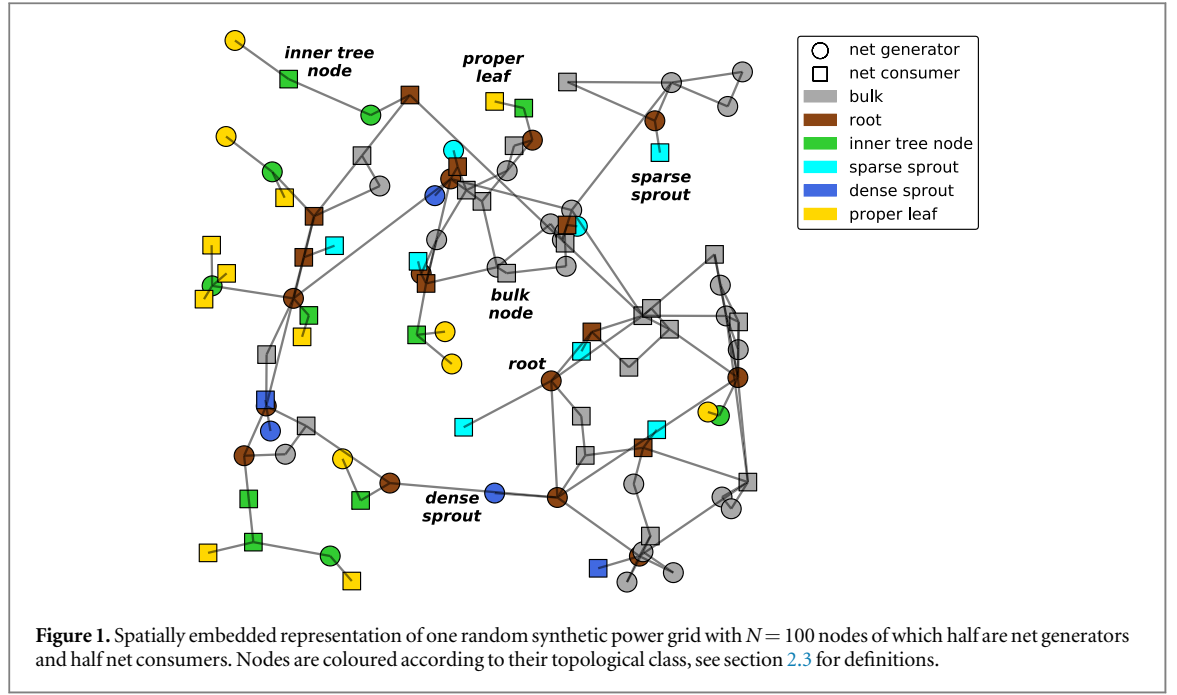 inner tree
node
proper
leaf
sparse
sprout
bulk
node
root
dense
sprout
net generator
net consumer
bulk
root
inner tree node
sparse sprout
dense sprout
proper leaf
Figure 1. Spatially embedded representation of one random synthetic power grid with N = 100 nodes of which half are net generators
and half net consumers. Nodes are coloured according to their topological class, see section 2.3 for definitions.